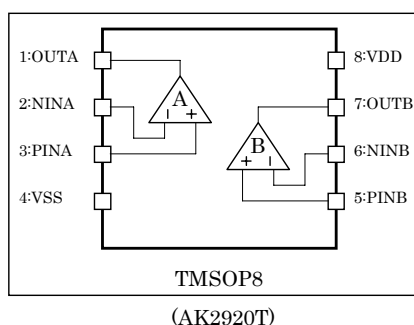 1:OUTA
8:VDD
2:NINA
7:OUTB
3:PINA
6:NINB
4:VSS
5:PINB
A
- +
B
+ -
TMSOP8
(AK2920T)